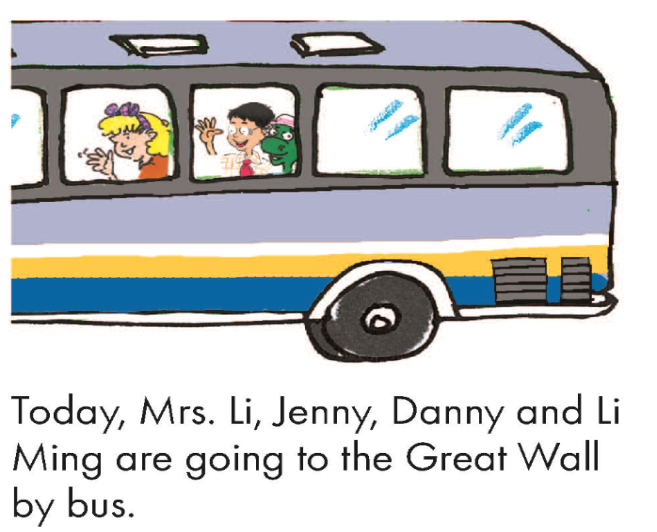 Today, Mrs. Li, Jenny, Danny and Li
Ming are going to the Great Wall
by bus.